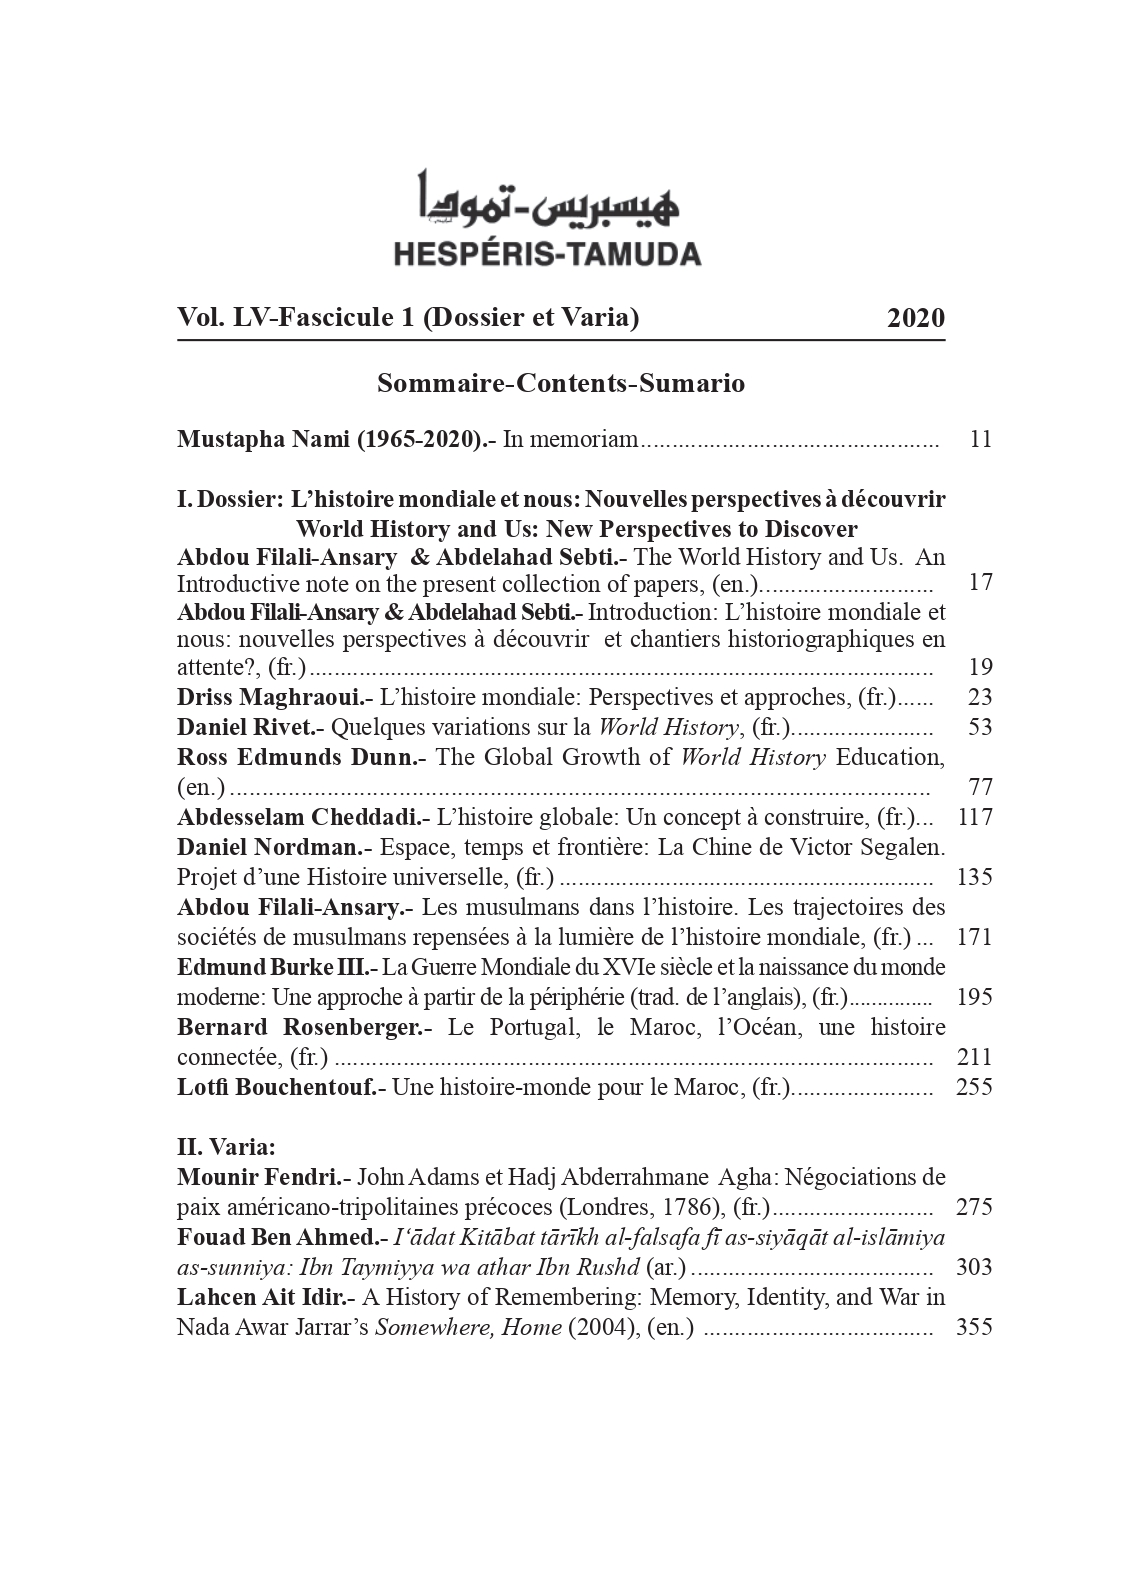 هيسبريس-تمودا
HESPÉRIS-TAMUDA
Vol. LV-Fascicule 1 (Dossier et Varia) 2020
Sommaire-Contents-Sumario
Mustapha Nami (1965-2020).- In memoriam................................................ 11
I. Dossier: L’histoire mondiale et nous: Nouvelles perspectives à découvrir
World History and Us: New Perspectives to Discover
Abdou Filali-Ansary & Abdelahad Sebti.- The World History and Us. An
Introductive note on the present collection of papers, (en.)............................ 17
Abdou Filali-Ansary & Abdelahad Sebti.- Introduction: L’histoire mondiale et
nous: nouvelles perspectives à découvrir et chantiers historiographiques en
attente?, (fr.).................................................................................................... 19
Driss Maghraoui.- L’histoire mondiale: Perspectives et approches, (fr.)...... 23
Daniel Rivet.- Quelques variations sur la World History, (fr.)....................... 53
Ross Edmunds Dunn.- The Global Growth of World History Education,
(en.)................................................................................................................ 77
Abdesselam Cheddadi.- L’histoire globale: Un concept à construire, (fr.)... 117
Daniel Nordman.- Espace, temps et frontière: La Chine de Victor Segalen.
Projet d’une Histoire universelle, (fr.)............................................................ 135
Abdou Filali-Ansary.- Les musulmans dans l’histoire. Les trajectoires des
sociétés de musulmans repensées à la lumière de l’histoire mondiale, (fr.)... 171
Edmund Burke III.- La Guerre Mondiale du XVIe siècle et la naissance du monde
moderne: Une approche à partir de la périphérie (trad. de l’anglais), (fr.)............... 195
Bernard Rosenberger.- Le Portugal, le Maroc, l’Océan, une histoire
connectée, (fr.)................................................................................................ 211
Lotfi Bouchentouf.- Une histoire-monde pour le Maroc, (fr.)....................... 255
II. Varia:
Mounir Fendri.- John Adams et Hadj Abderrahmane Agha: Négociations de
paix américano-tripolitaines précoces (Londres, 1786), (fr.).......................... 275
Fouad Ben Ahmed.- I‘ādat Kitābat tārīkh al-falsafa fī as-siyāqāt al-islāmiya
as-sunniya: Ibn Taymiyya wa athar Ibn Rushd (ar.)....................................... 303
Lahcen Ait Idir.- A History of Remembering: Memory, Identity, and War in
Nada Awar Jarrar’s Somewhere, Home (2004), (en.) ..................................... 355